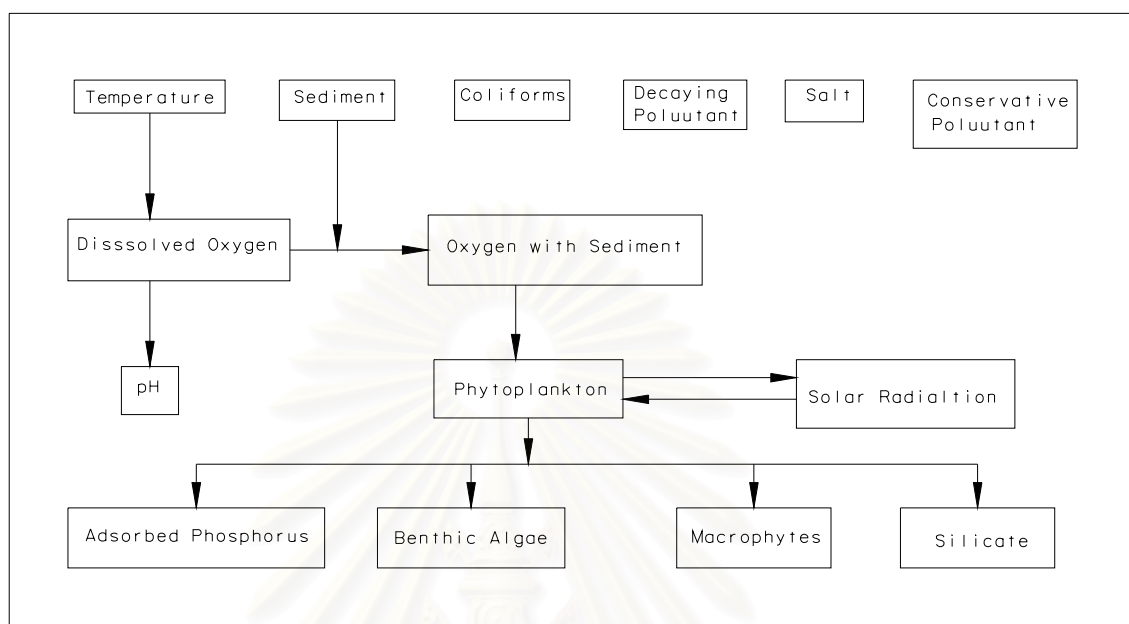 Temperature
Sediment
Coliforms
Decaying
Poluutant
Salt
Conservative
Poluutant
Disssolved Oxygen
Oxygen with Sediment
pH
Phytoplankton
Solar Radialtion
Adsorbed Phosphorus
Benthic Algae
Macrophytes
Silicate